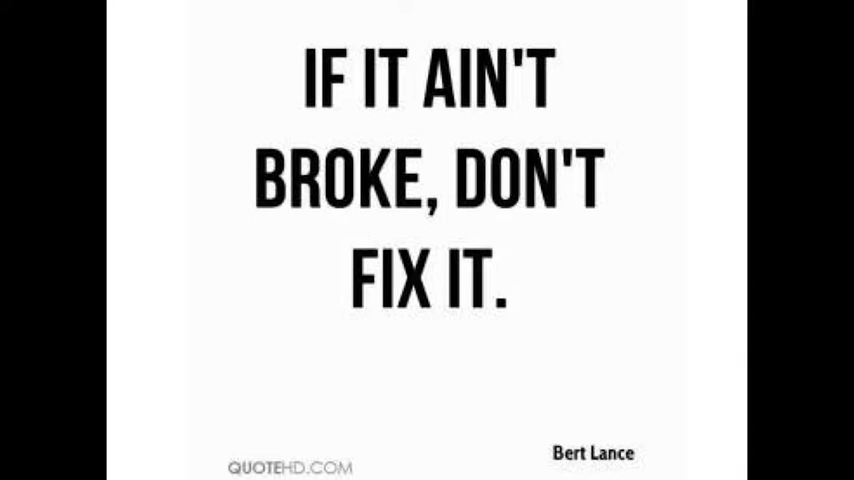 IF IT AIN'T
BROKE, DON'T
FIX IT.
Bert Lance
QUOTEHD.COM